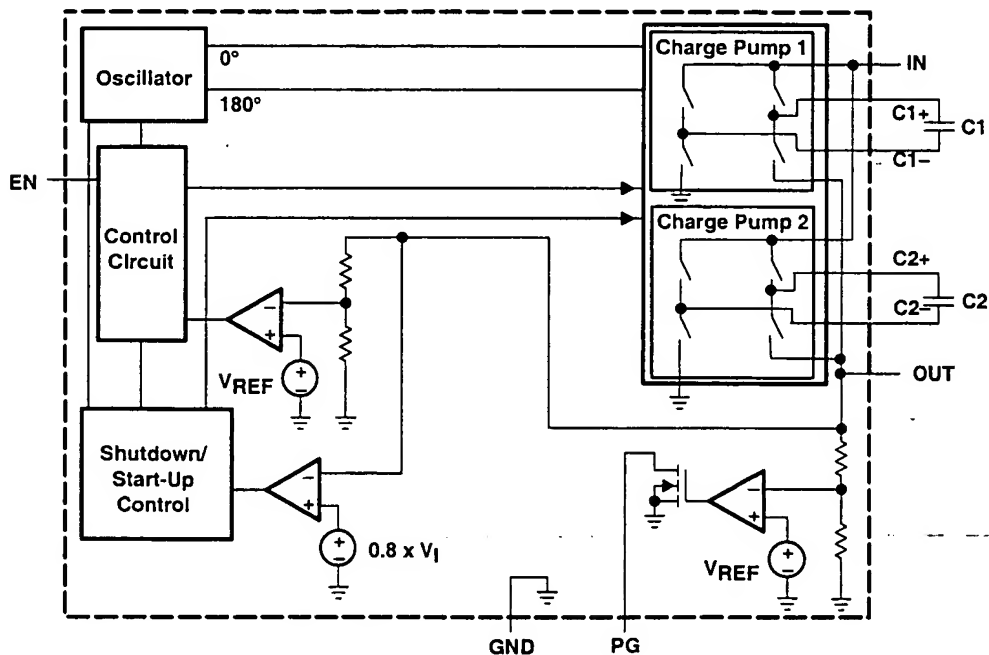 Oscillator
0°
180°
Charge Pump 1
IN
C1+
C1
C1–
EN
Control
Circuit
Charge Pump 2
C2+
C2
C2–
VREF
OUT
Shutdown/
Start-Up
Control
0.8 x VI
VREF
GND
PG
– + + – – + + – – + + –